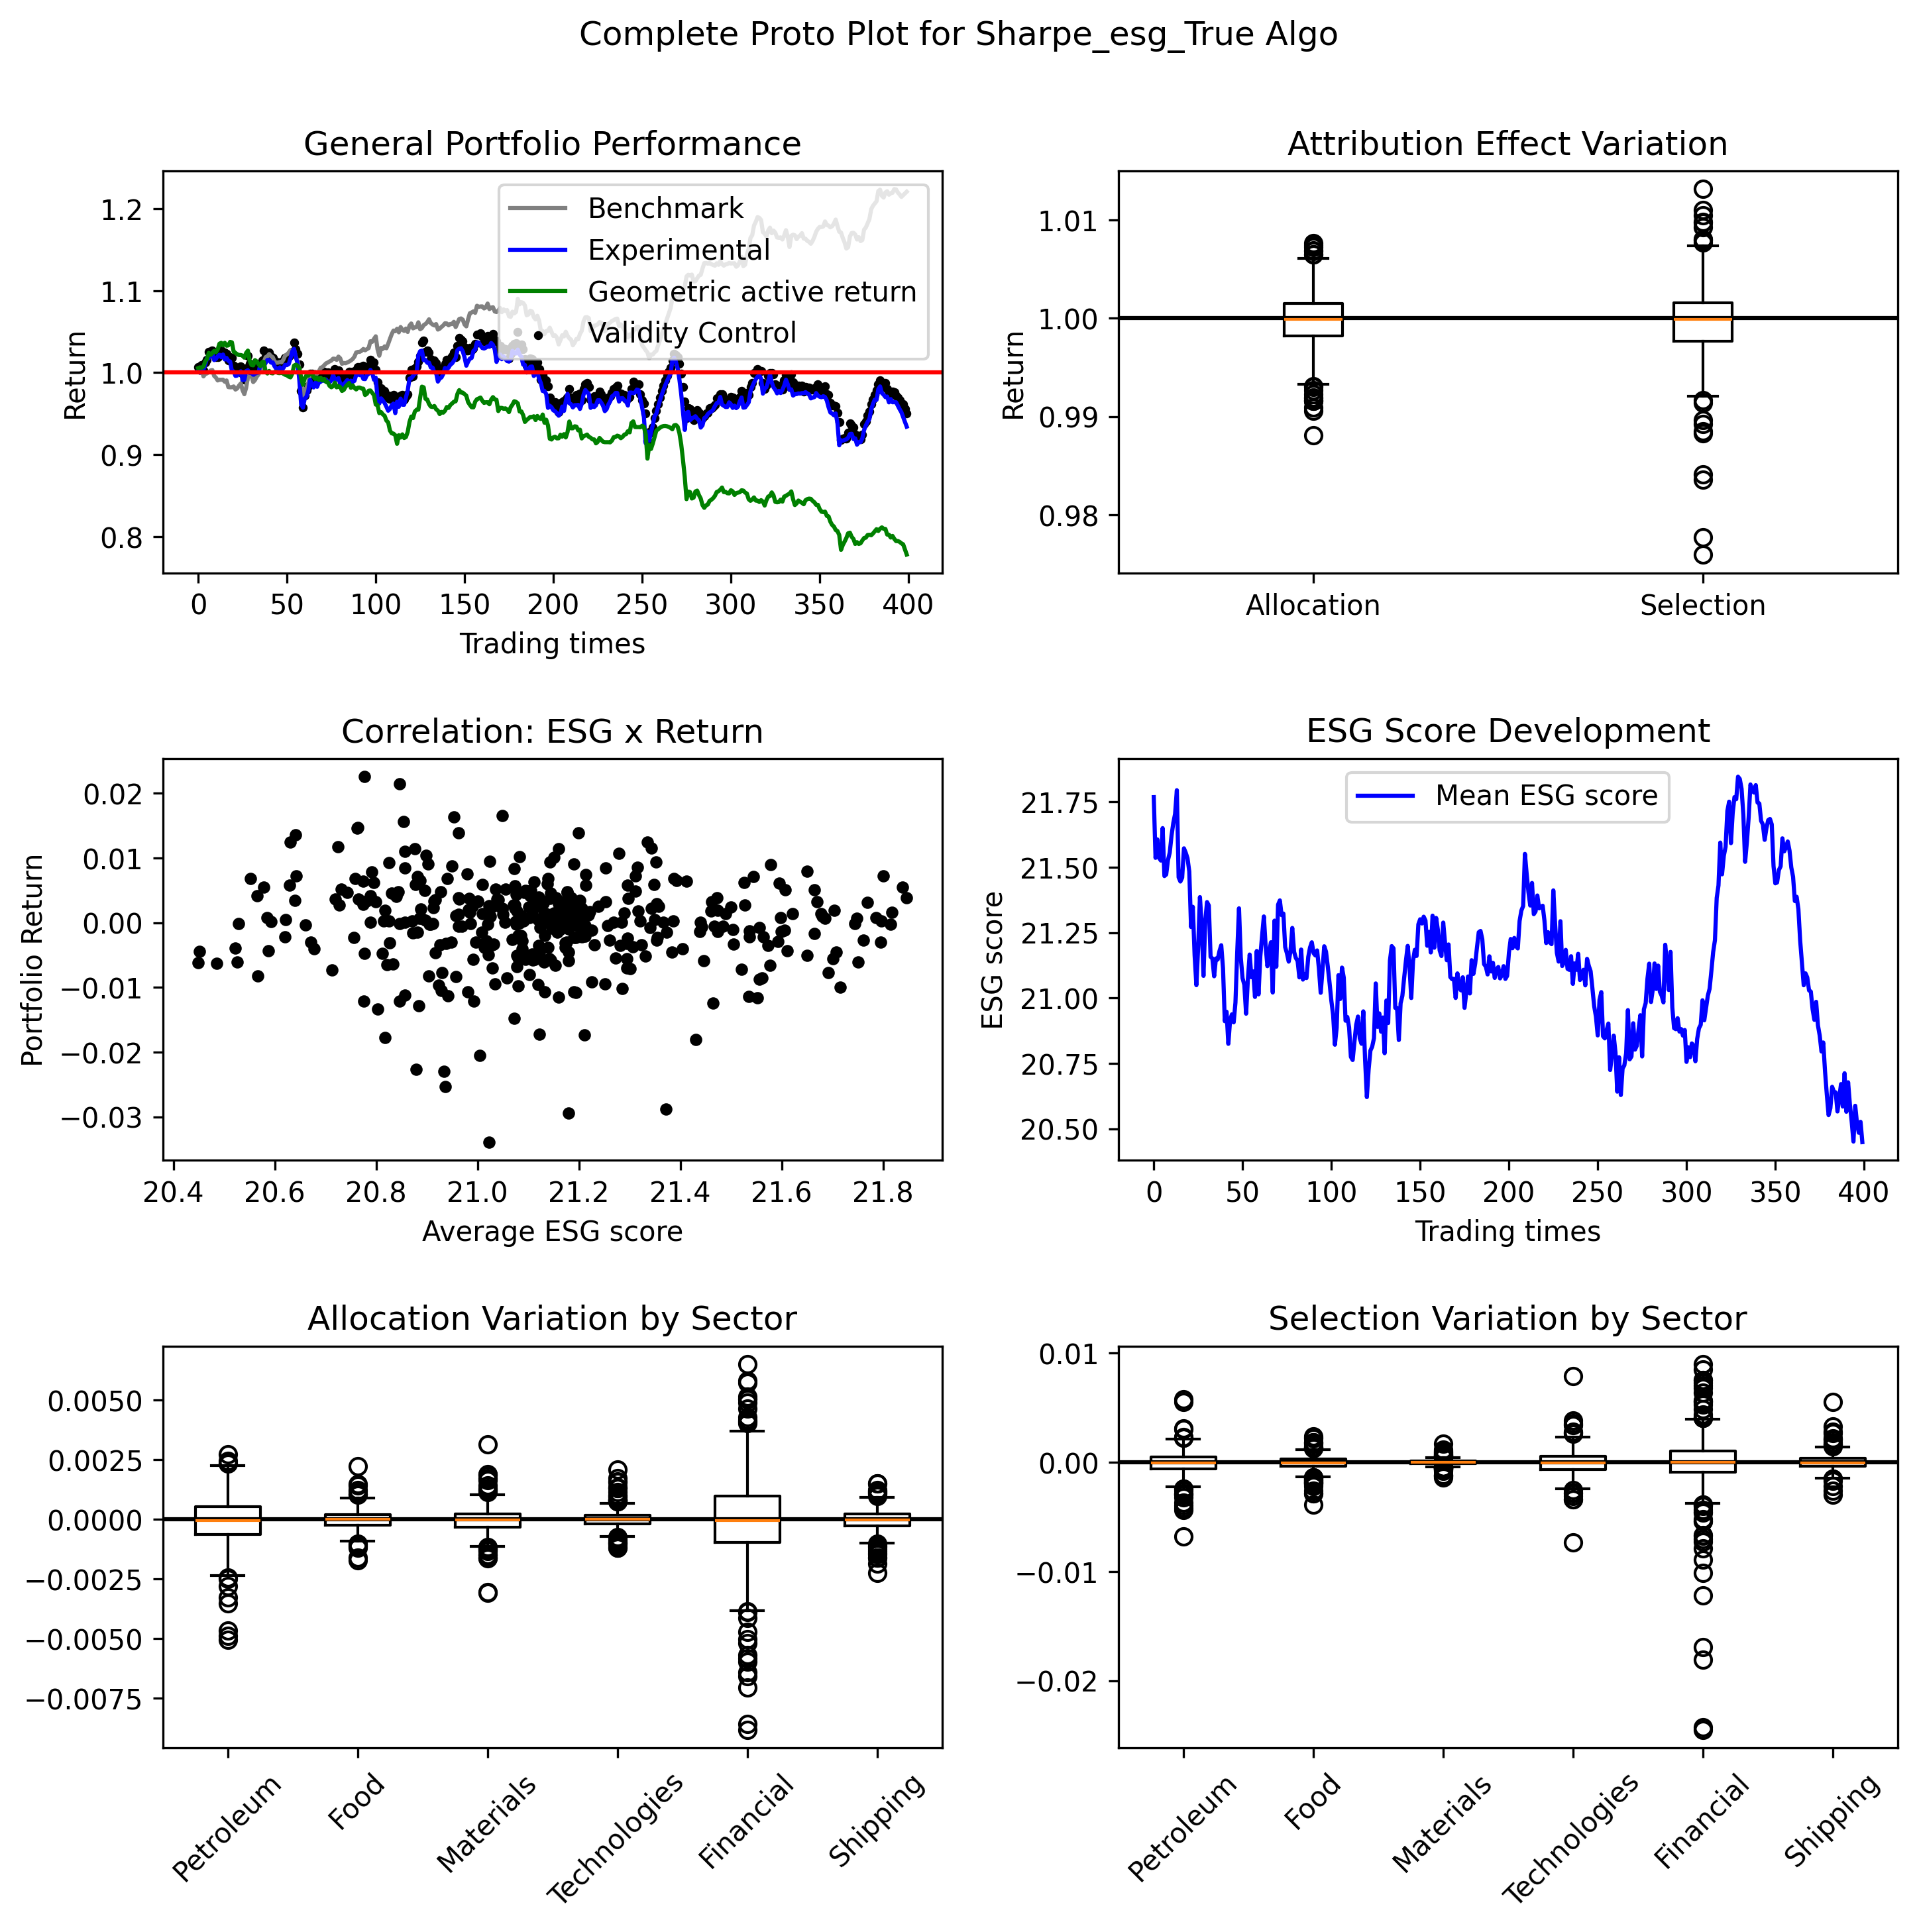 Complete Proto Plot for Sharpe_esg_True Algo
General Portfolio Performance
Return
1.2
1.1
1.0
0.9
0.8
Benchmark
Experimental
Geometric active return
Validity Control
0 50 100 150 200 250 300 350 400
Trading times
Attribution Effect Variation
Return
1.01
1.00
0.99
0.98
Allocation Selection
Correlation: ESG x Return
Portfolio Return
0.02
0.01
0.00
−0.01
−0.02
−0.03
20.4 20.6 20.8 21.0 21.2 21.4 21.6 21.8
Average ESG score
ESG Score Development
ESG score
21.75
21.50
21.25
21.00
20.75
20.50
Mean ESG score
0 50 100 150 200 250 300 350 400
Trading times
Allocation Variation by Sector
0.0050
0.0025
0.0000
−0.0025
−0.0050
−0.0075
Petroleum Food Materials Technologies Financial Shipping
Selection Variation by Sector
0.01
0.00
−0.01
−0.02
Petroleum Food Materials Technologies Financial Shipping